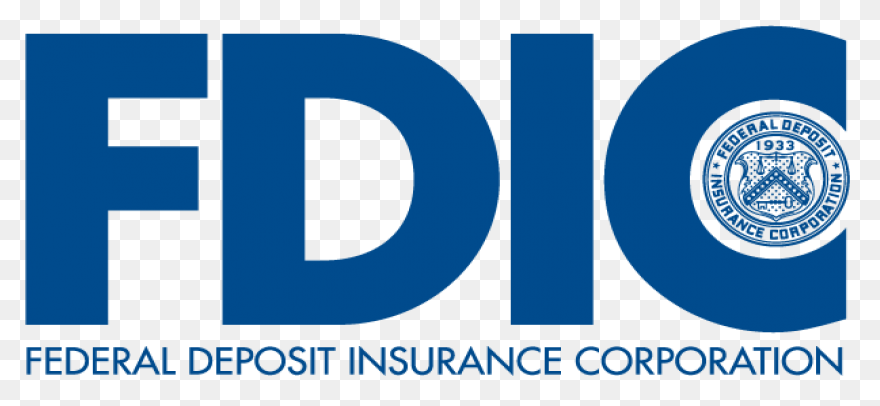 FDIC
FEDERAL DEPOSIT
1933
INSURANCE CORPORATION
FEDERAL DEPOSIT INSURANCE CORPORATION